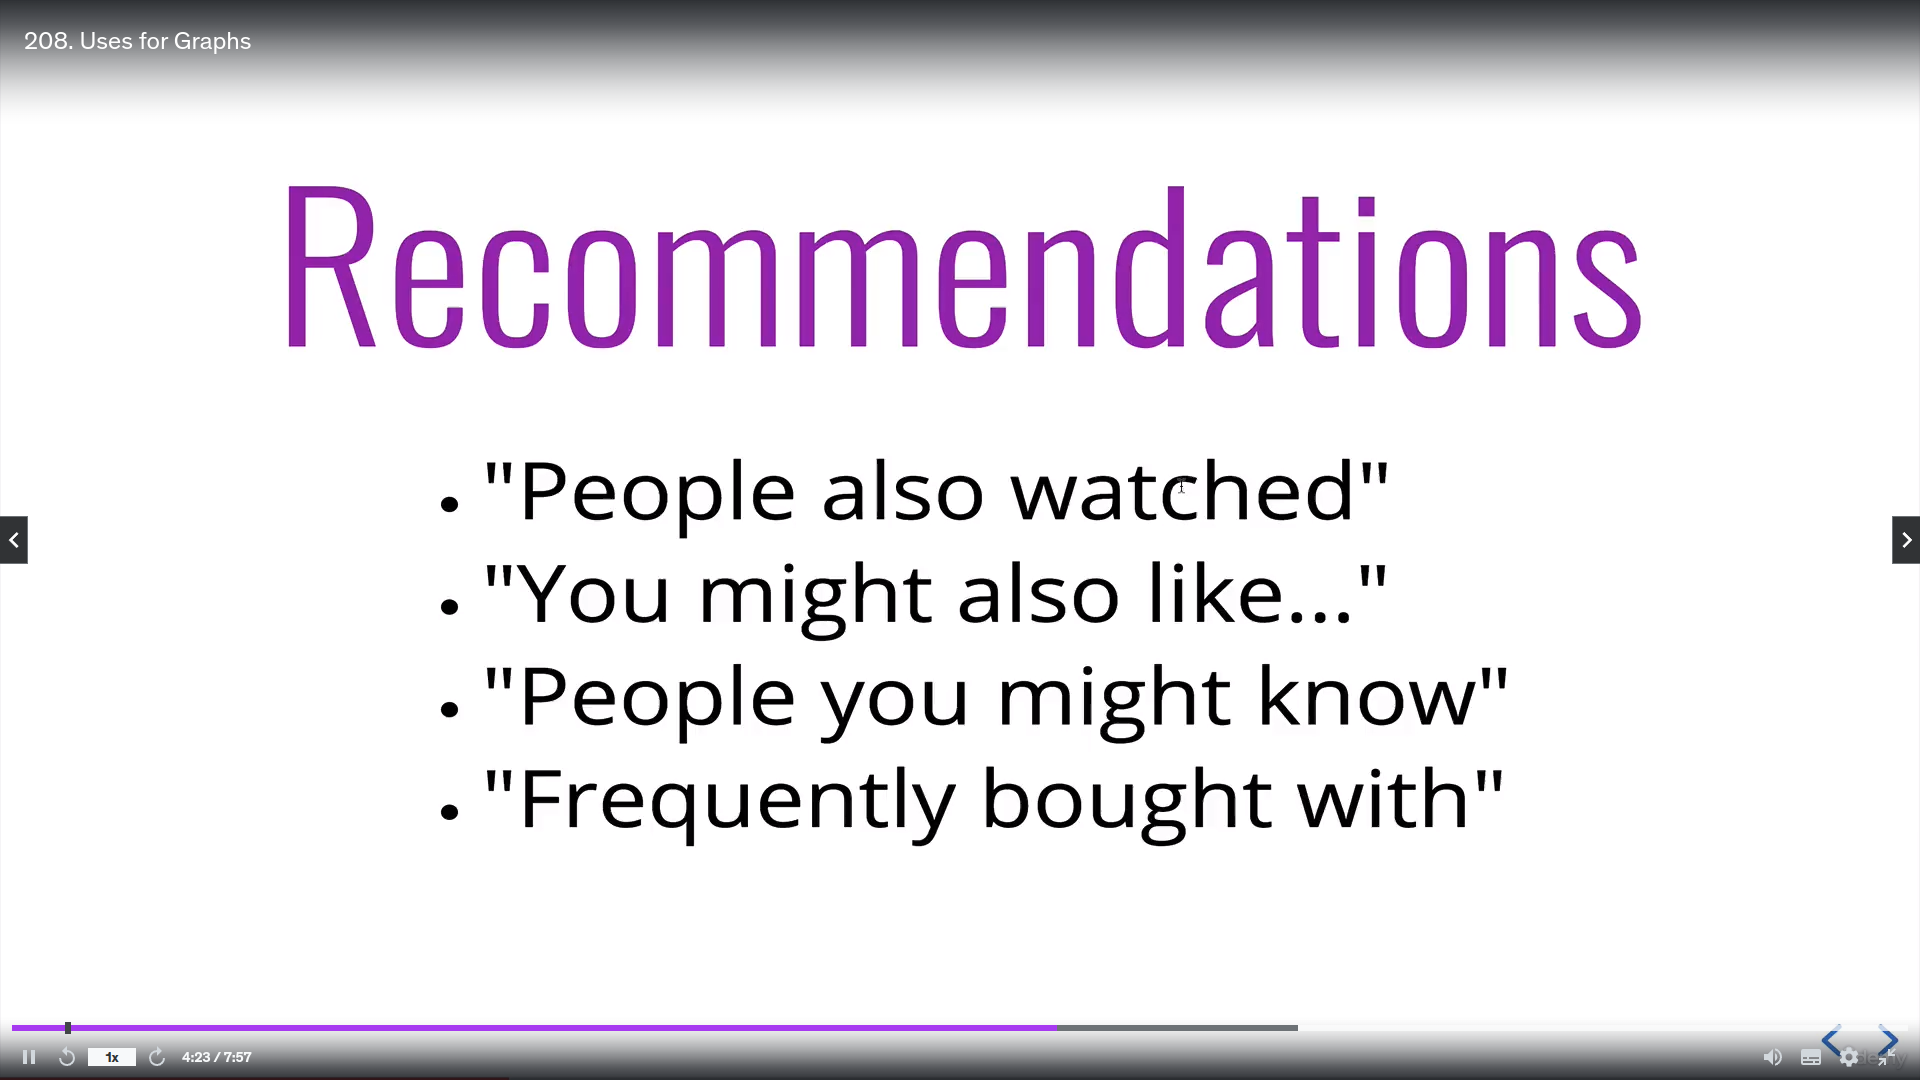 208. Uses for Graphs
Recommendations
• "People also watched"
• "You might also like..."
• "People you might know"
• "Frequently bought with"
1x
4:23 / 7:57